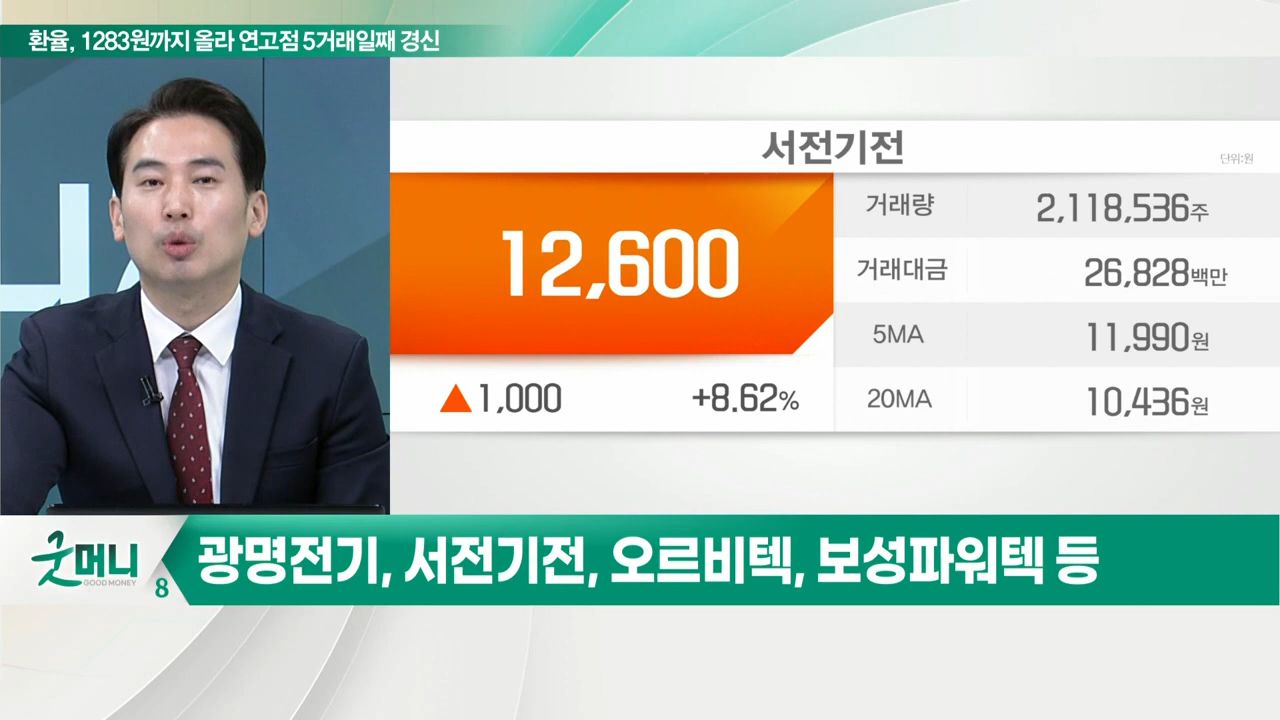 환율, 1283원까지 올라 연고점 5거래일째 경신
서전기전
단위:원
12,600
▲1,000 +8.62%
거래량 2,118,536주
거래대금 26,828백만
5MA 11,990원
20MA 10,436원
굿머니
GOOD MONEY
8
광명전기, 서전기전, 오르비텍, 보성파워텍 등